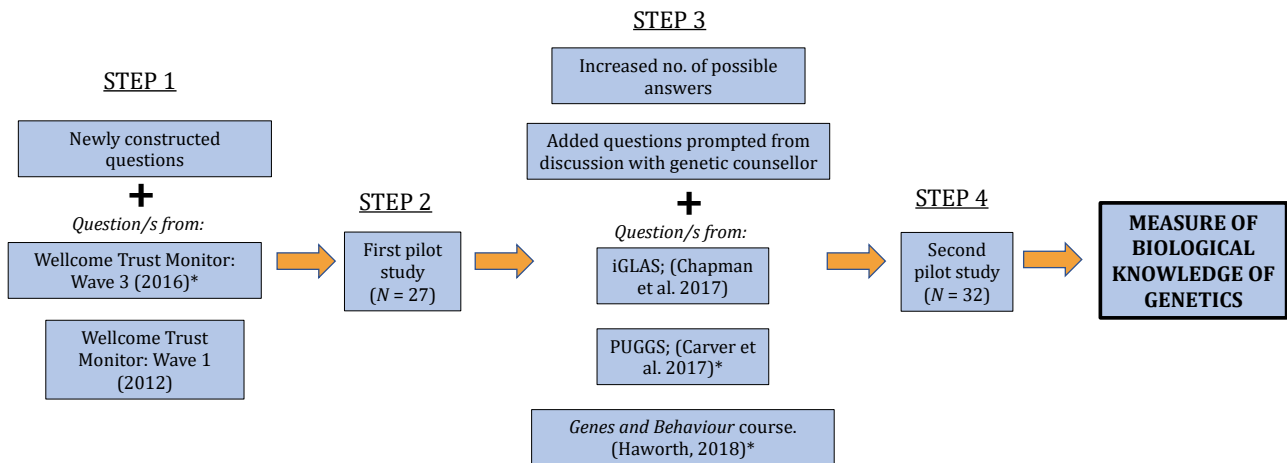 STEP 1
Newly constructed
questions
+
Question/s from:
Wellcome Trust Monitor:
Wave 3 (2016)*
Wellcome Trust
Monitor: Wave 1
(2012)
STEP 2
First pilot
study
(N = 27)
STEP 3
Increased no. of possible
answers
Added questions prompted from
discussion with genetic counsellor
+
Question/s from:
iGLAS; (Chapman
et al. 2017)
PUGGS; (Carver et
al. 2017)*
Genes and Behaviour course.
(Haworth, 2018)*
STEP 4
Second
pilot study
(N = 32)
MEASURE OF
BIOLOGICAL
KNOWLEDGE OF
GENETICS